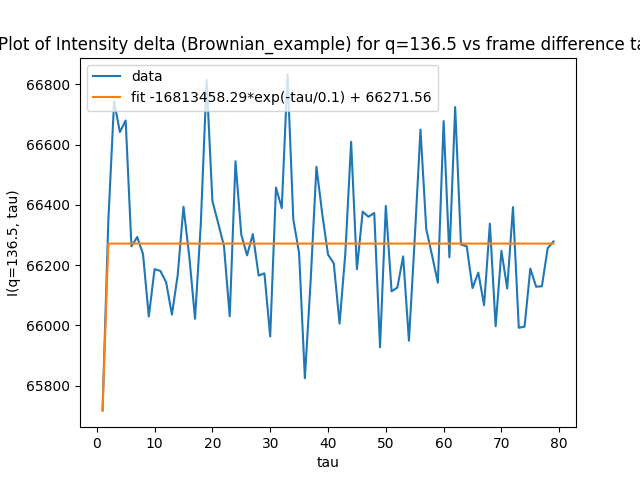 Plot of Intensity delta (Brownian_example) for q=136.5 vs frame difference ta
data
fit -16813458.29*exp(-tau/0.1) + 66271.56
66800
66600
66400
66200
66000
65800
I(q=136.5, tau)
0 10 20 30 40 50 60 70 80
tau